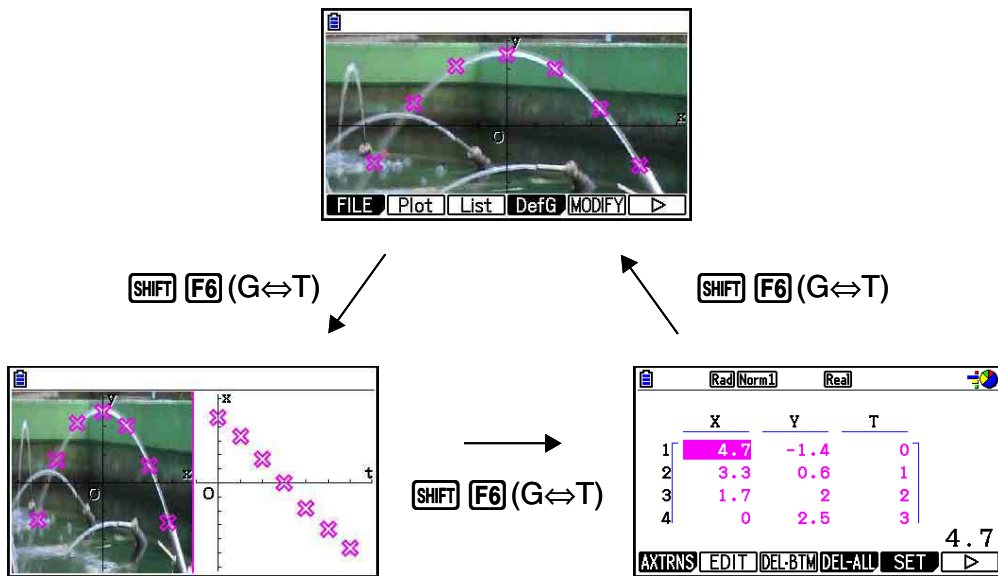 y
x
O
FILE Plot List DefG MODIFY ▷
SHIFT F6 (G⇔T)
SHIFT F6 (G⇔T)
y
x
O
x
t
O
SHIFT F6 (G⇔T)
Rad Norm1 Real
X Y T
1 4.7 -1.4 0
2 3.3 0.6 1
3 1.7 2 2
4 0 2.5 3
4.7
AXTRNS EDIT DEL-BTM DEL-ALL SET ▷